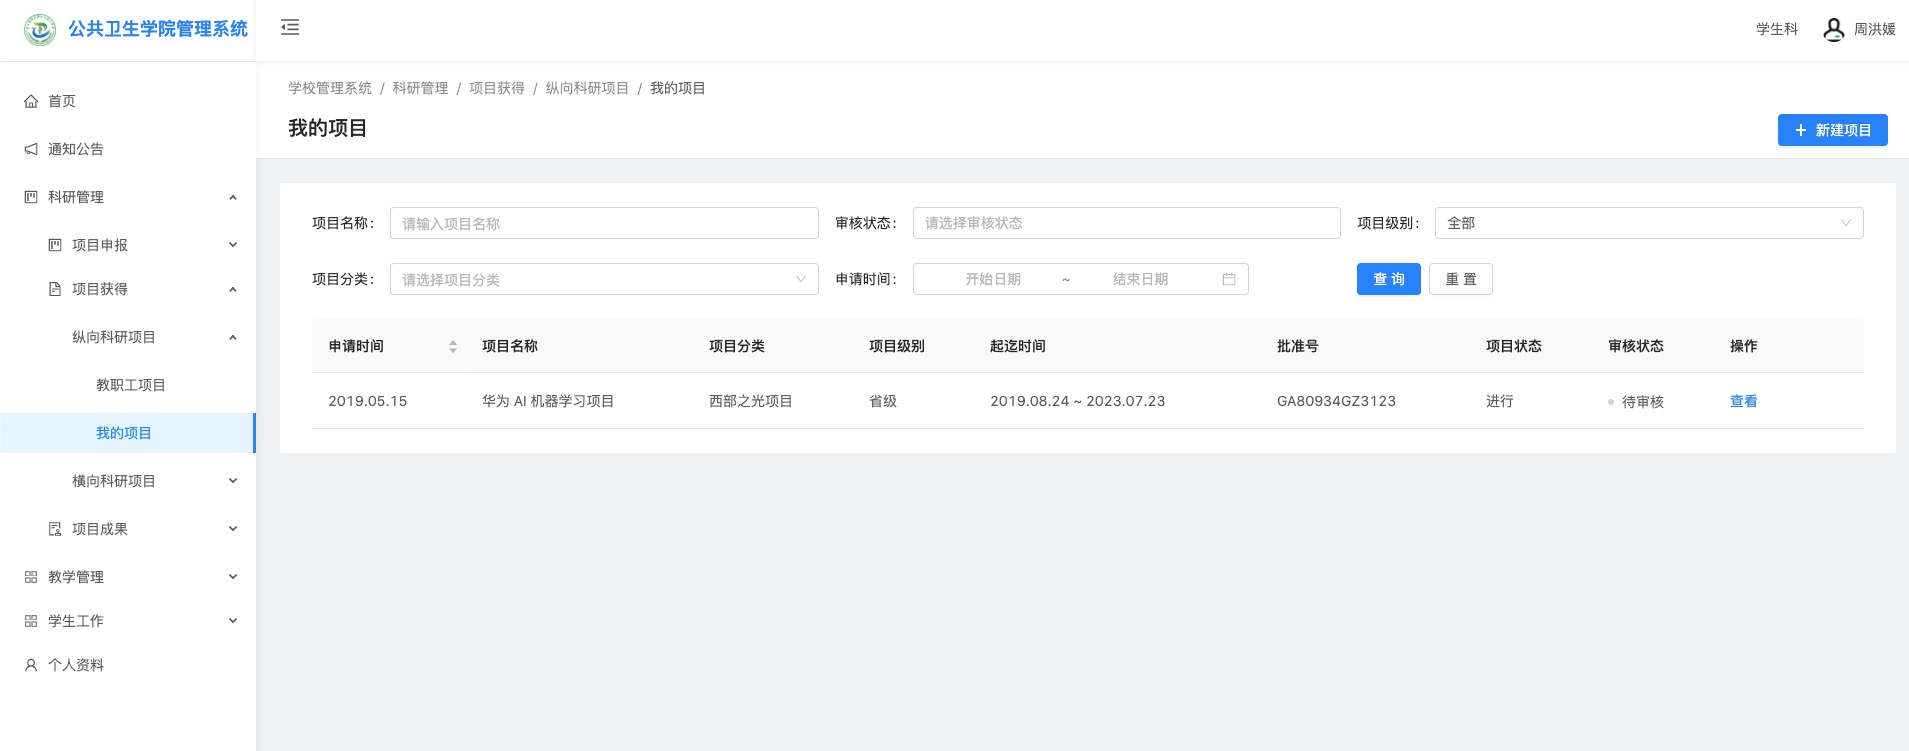 公共卫生学院管理系统
学生科 周洪媛
首页
通知公告
科研管理
项目申报
项目获得
纵向科研项目
教职工项目
我的项目
横向科研项目
项目成果
教学管理
学生工作
个人资料
学校管理系统 / 科研管理 / 项目获得 / 纵向科研项目 / 我的项目
我的项目
+ 新建项目
项目名称： 请输入项目名称 审核状态： 请选择审核状态 项目级别： 全部
项目分类： 请选择项目分类 申请时间： 开始日期 ~ 结束日期 查 询 重 置
申请时间 项目名称 项目分类 项目级别 起迄时间 批准号 项目状态 审核状态 操作
2019.05.15 华为 AI 机器学习项目 西部之光项目 省级 2019.08.24 ~ 2023.07.23 GA80934GZ3123 进行 待审核 查看